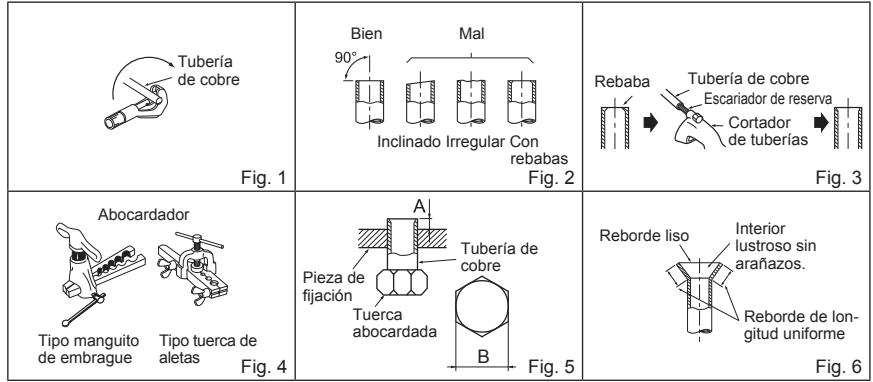 Tubería
de cobre
Fig. 1
Bien
Mal
90°
Inclinado Irregular Con
rebabas
Fig. 2
Rebaba
Tubería de cobre
Escariador de reserva
Cortador
de tuberías
Fig. 3
Abocardador
Tipo manguito
de embrague
Tipo tuerca de
aletas
Fig. 4
A
Tubería de
cobre
Pieza de
fijación
Tuerca
abocardada
B
Fig. 5
Reborde liso
Interior
lustroso sin
arañazos.
Reborde de lon-
gitud uniforme
Fig. 6